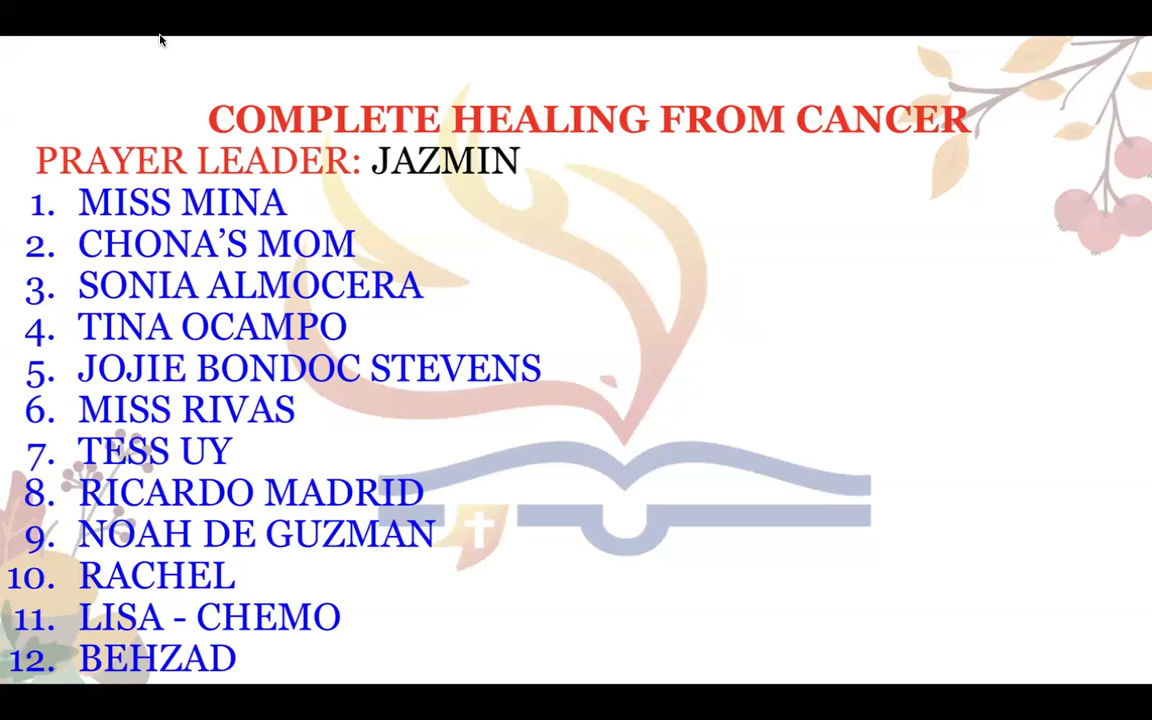 COMPLETE HEALING FROM CANCER
PRAYER LEADER: JAZMIN
1. MISS MINA
2. CHONA’S MOM
3. SONIA ALMOCERA
4. TINA OCAMPO
5. JOJIE BONDOC STEVENS
6. MISS RIVAS
7. TESS UY
8. RICARDO MADRID
9. NOAH DE GUZMAN
10. RACHEL
11. LISA - CHEMO
12. BEHZAD